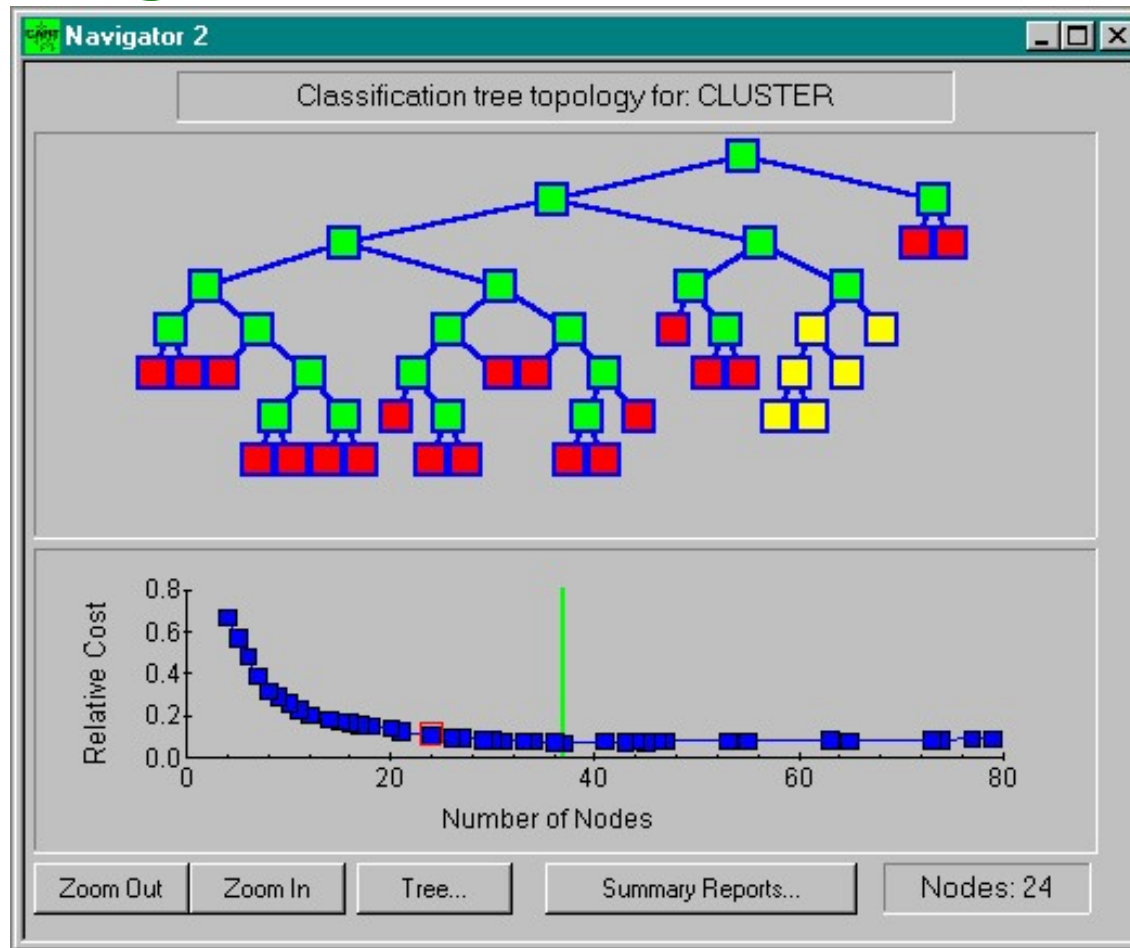 CART Navigator 2
Classification tree topology for: CLUSTER
0.8
0.6
0.4
0.2
0.0
Relative Cost
0 20 40 60 80
Number of Nodes
Zoom Out Zoom In Tree... Summary Reports... Nodes: 24